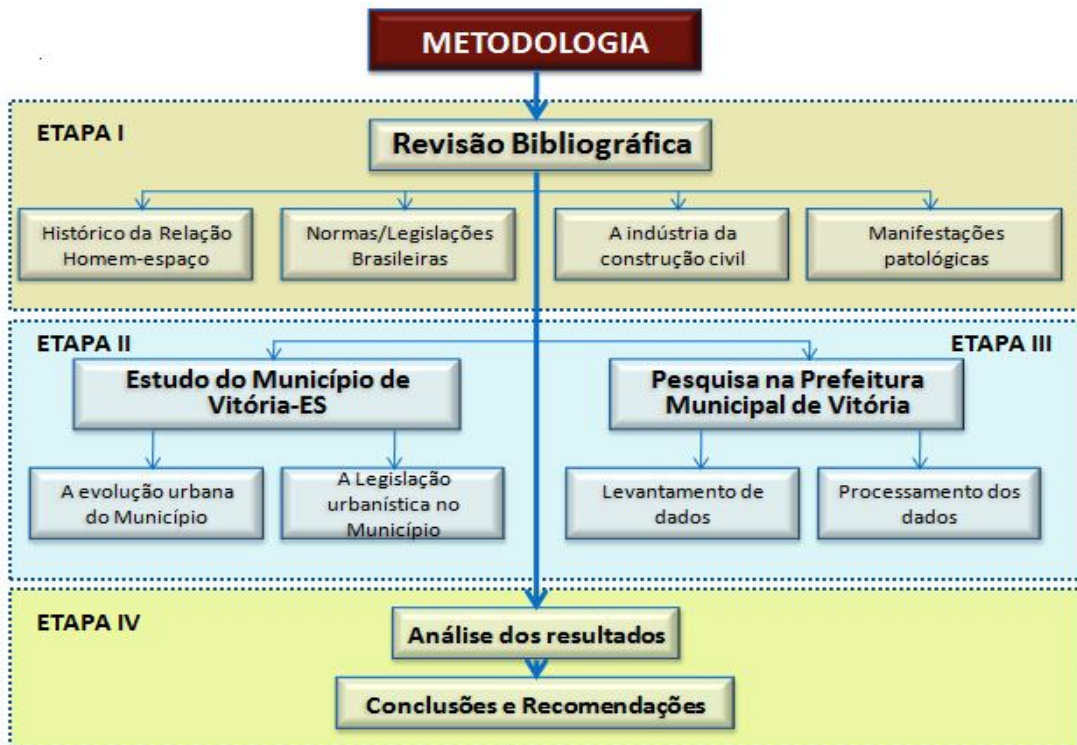 METODOLOGIA
ETAPA I
Revisão Bibliográfica
Histórico da Relação
Homem-espaço
Normas/Legislações
Brasileiras
A indústria da
construção civil
Manifestações
patológicas
ETAPA II
Estudo do Município de
Vitória-ES
A evolução urbana
do Município
A Legislação
urbanística no
Município
ETAPA III
Pesquisa na Prefeitura
Municipal de Vitória
Levantamento de
dados
Processamento dos
dados
ETAPA IV
Análise dos resultados
Conclusões e Recomendações